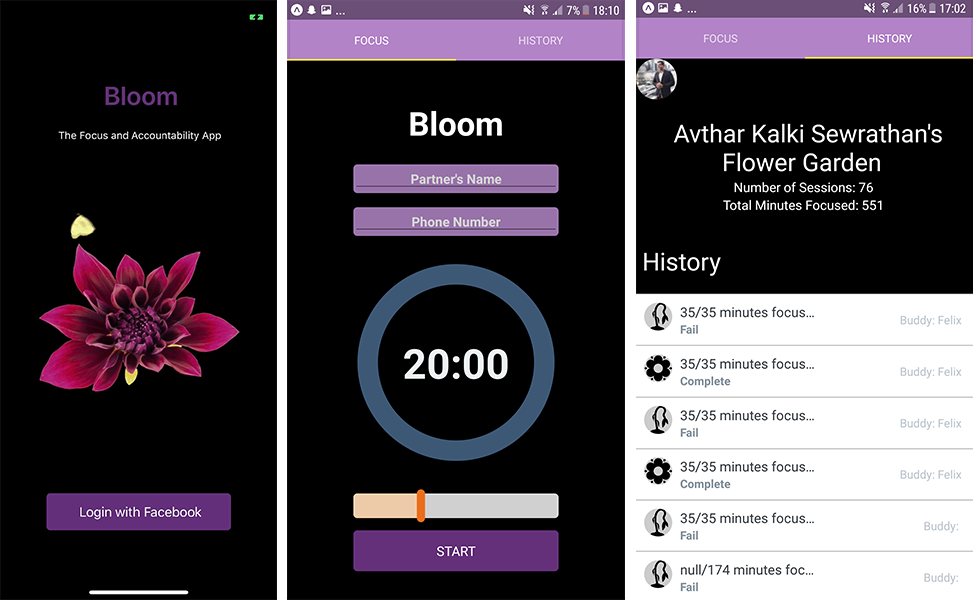 Bloom
The Focus and Accountability App
Login with Facebook
... 7% 18:10
FOCUS HISTORY
Bloom
Partner's Name
Phone Number
20:00
START
... 16% 17:02
FOCUS HISTORY
Avthar Kalki Sewrathan's
Flower Garden
Number of Sessions: 76
Total Minutes Focused: 551
History
35/35 minutes focus...
Fail
Buddy: Felix
35/35 minutes focus...
Complete
Buddy: Felix
35/35 minutes focus...
Fail
Buddy: Felix
35/35 minutes focus...
Complete
Buddy: Felix
35/35 minutes focus...
Fail
Buddy:
null/174 minutes foc...
Fail
Buddy: